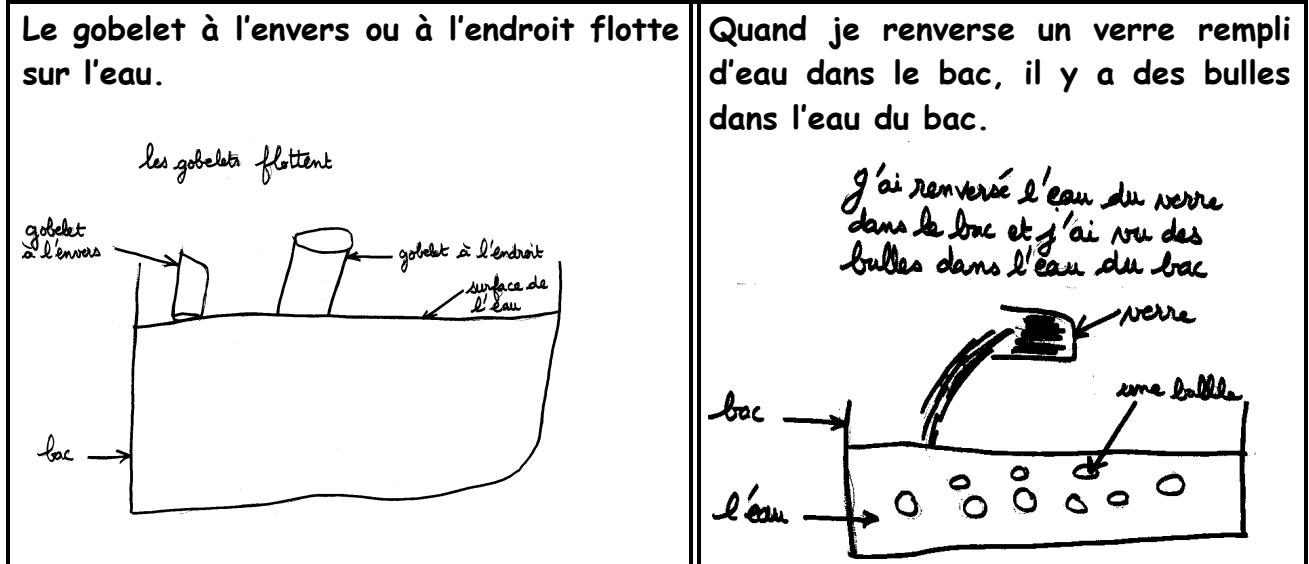 Le gobelet à l'envers ou à l'endroit flotte
sur l'eau.
les gobelets flottent
gobelet
à l'envers
gobelet à l'endroit
surface de
l'eau
bac
Quand je renverse un verre rempli
d'eau dans le bac, il y a des bulles
dans l'eau du bac.
J'ai renversé l'eau du verre
dans le bac et j'ai vu des
bulles dans l'eau du bac
verre
une
bac
l'eau